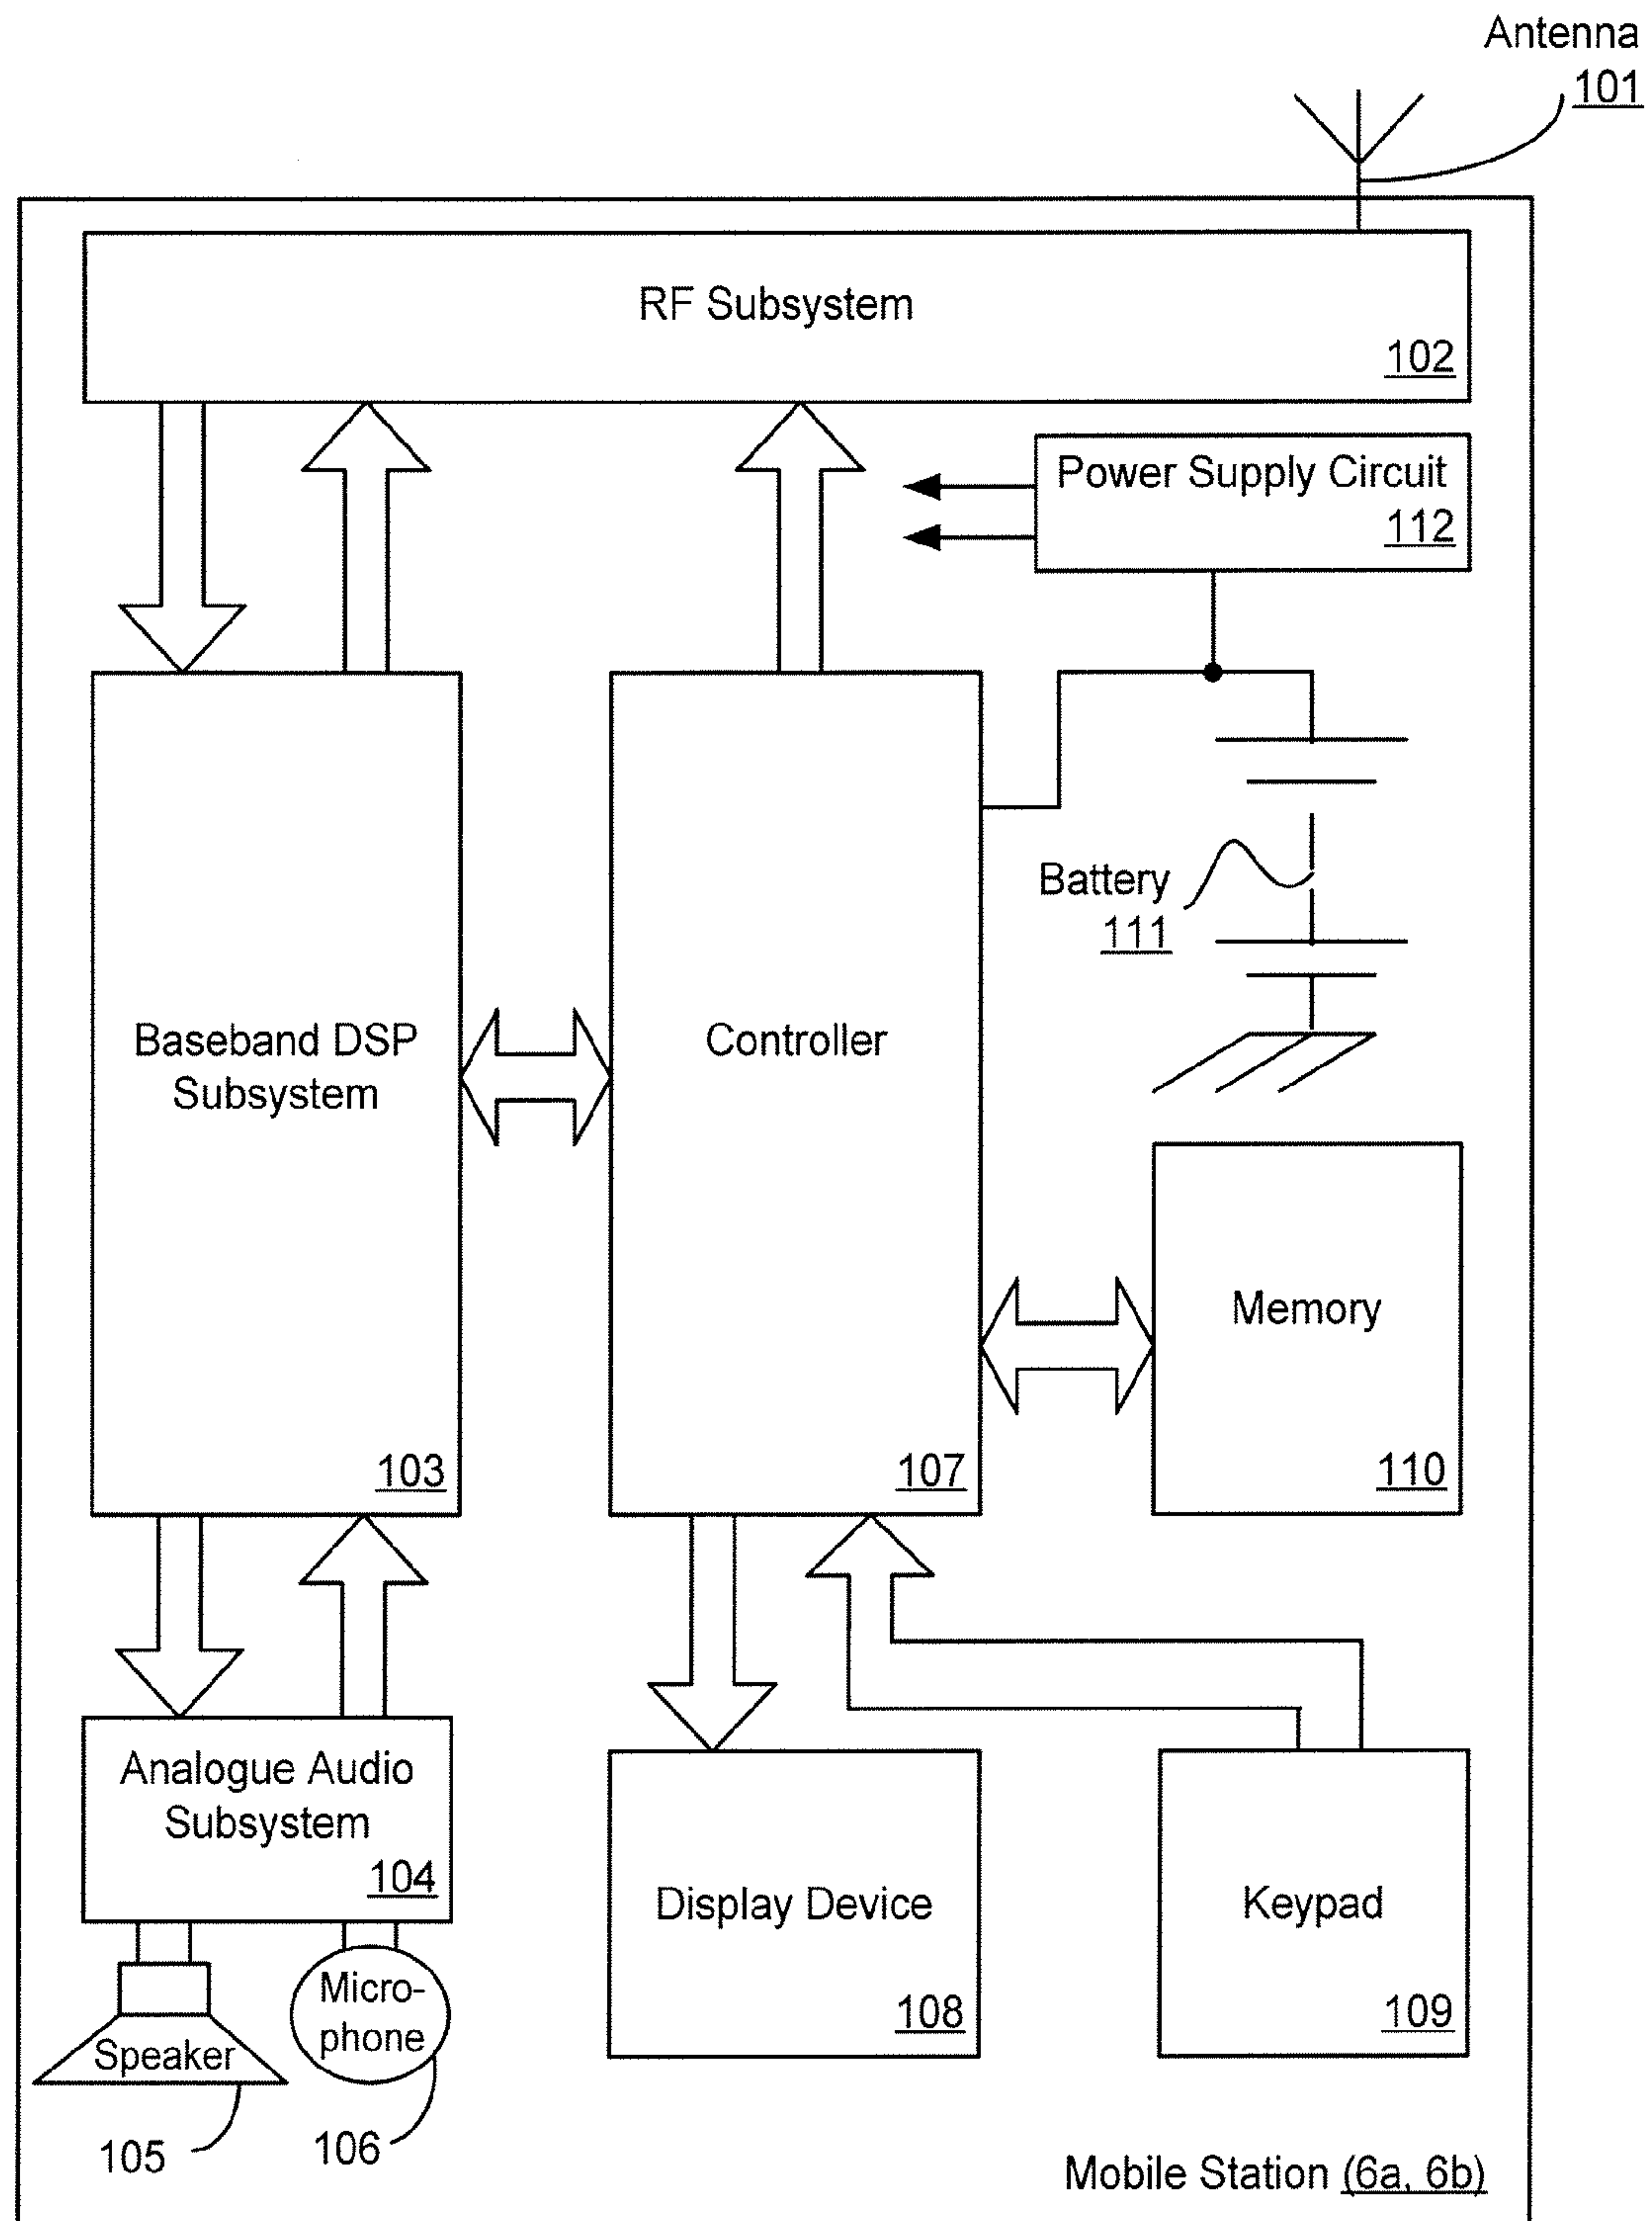 Antenna
101
RF Subsystem
102
Power Supply Circuit
112
Battery
111
Baseband DSP
Subsystem
103
Controller
107
Memory
110
Analogue Audio
Subsystem
104
Display Device
108
Keypad
109
Speaker
105
Micro-
phone
106
Mobile Station (6a, 6b)